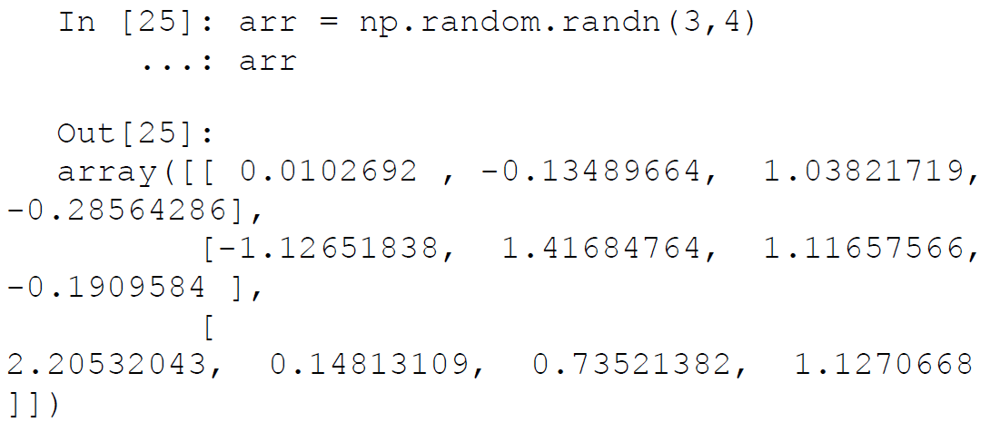 In [25]: arr = np.random.randn(3,4)
...: arr
Out[25]:
array([[ 0.0102692 , -0.13489664,  1.03821719,
-0.28564286],
[-1.12651838,  1.41684764,  1.11657566,
-0.1909584 ],
[
2.20532043,  0.14813109,  0.73521382,  1.1270668
]])